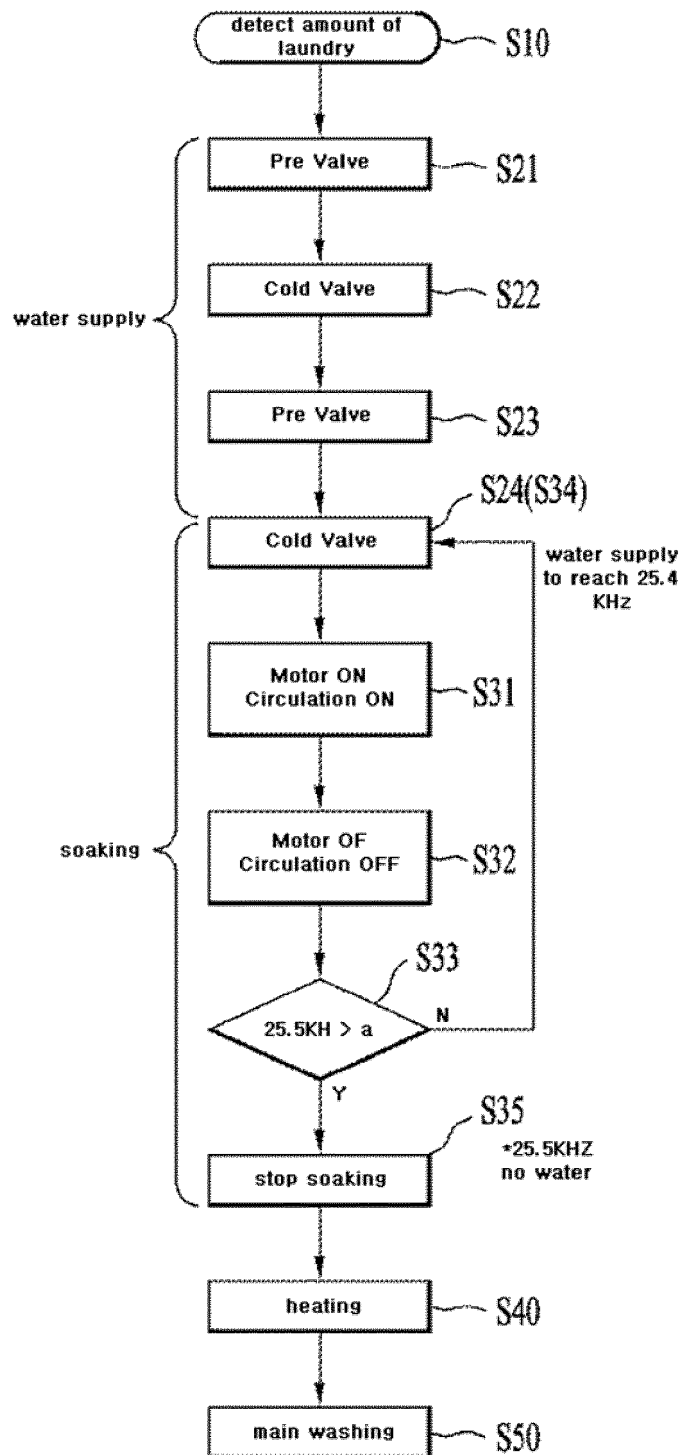 detect amount of
laundry
S10
Pre Valve
S21
Cold Valve
S22
water supply
Pre Valve
S23
S24(S34)
Cold Valve
water supply
to reach 25.4
KHz
Motor ON
Circulation ON
S31
soaking
Motor OF
Circulation OFF
S32
S33
25.5KH > a
N
Y
S35
*25.5KHZ
no water
stop soaking
heating
S40
main washing
S50